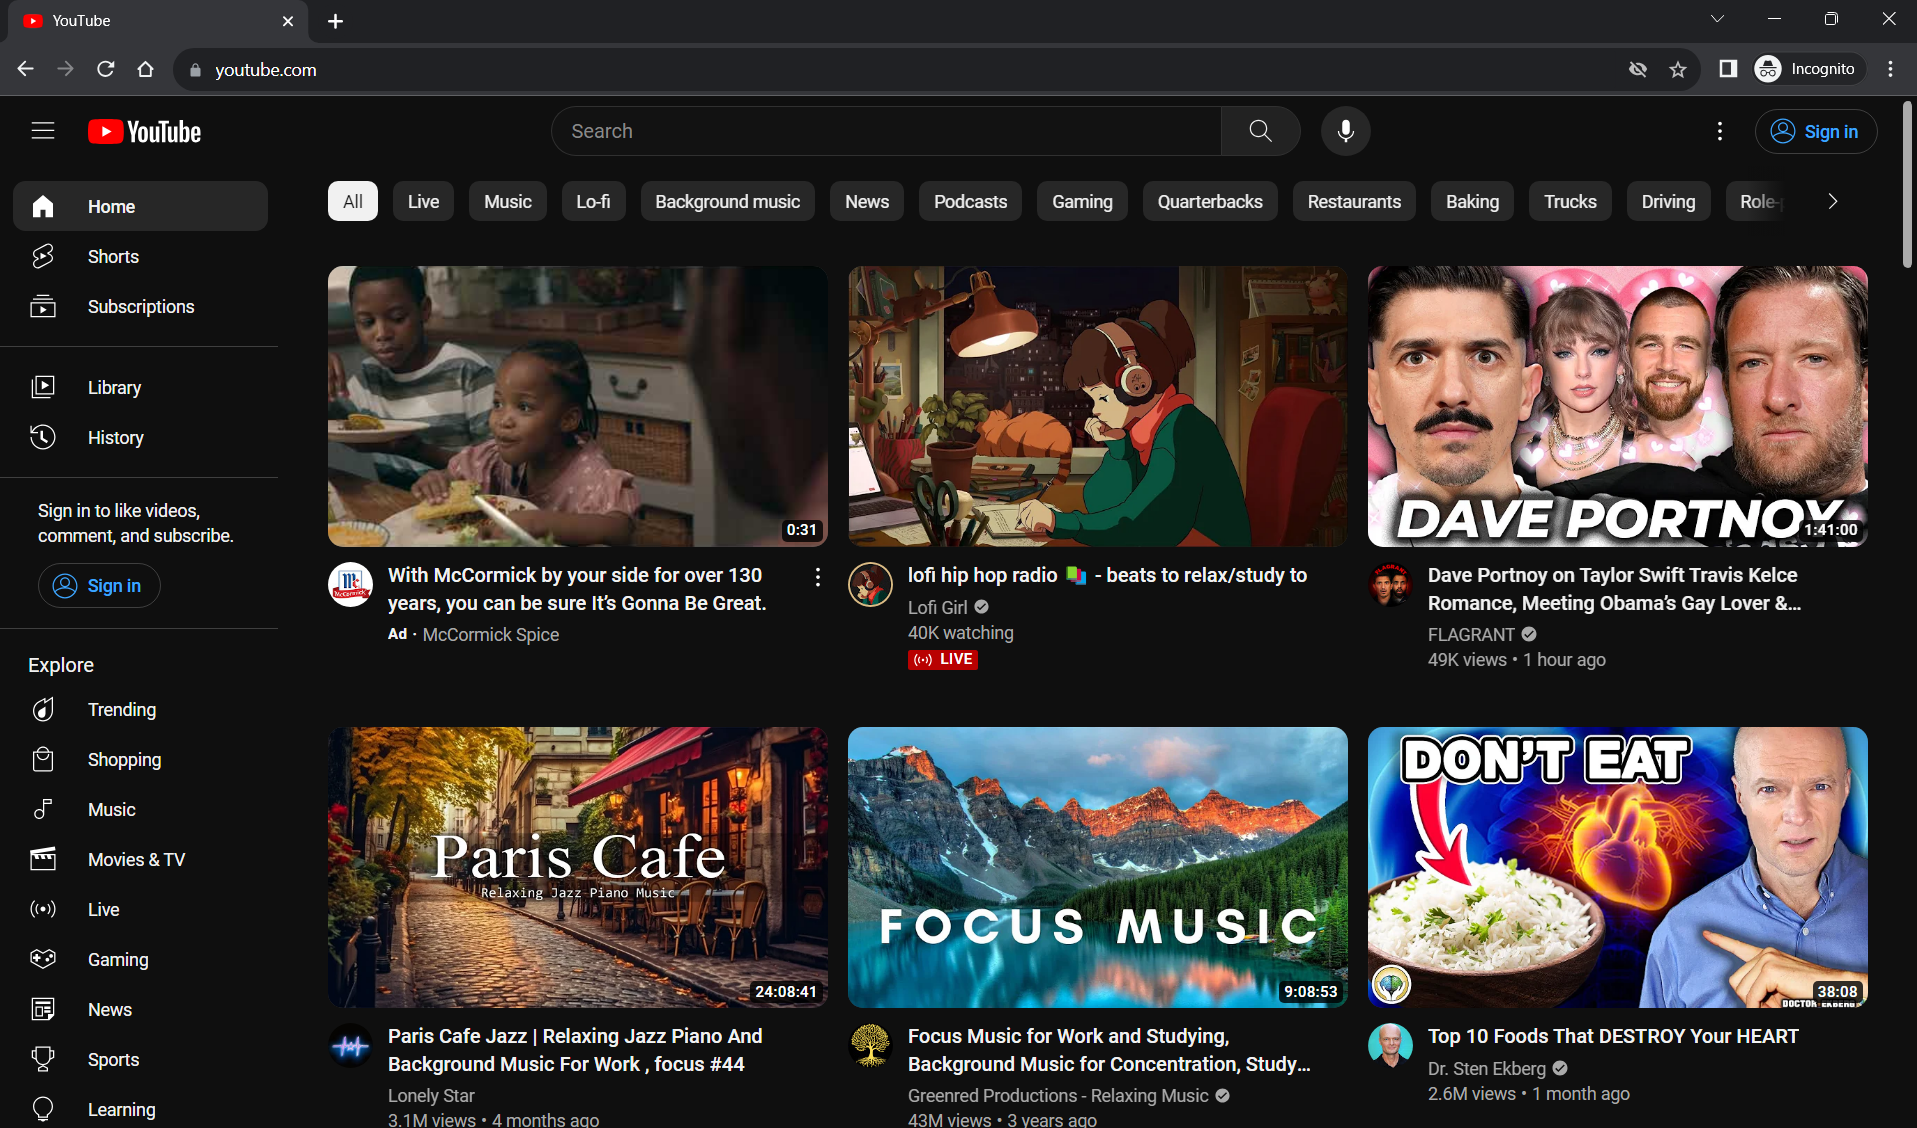 YouTube
youtube.com
Incognito
YouTube
Search
Sign in
Home
Shorts
Subscriptions
Library
History
Sign in to like videos,
comment, and subscribe.
Sign in
Explore
Trending
Shopping
Music
Movies & TV
Live
Gaming
News
Sports
Learning
All
Live
Music
Lo-fi
Background music
News
Podcasts
Gaming
Quarterbacks
Restaurants
Baking
Trucks
Driving
Role-
0:31
Mc
McCormick
With McCormick by your side for over 130
years, you can be sure It's Gonna Be Great.
Ad · McCormick Spice
lofi hip hop radio 📚 - beats to relax/study to
Lofi Girl
40K watching
LIVE
DAVE PORTNOY
1:41:00
FLAGRANT
Dave Portnoy on Taylor Swift Travis Kelce
Romance, Meeting Obama's Gay Lover &...
FLAGRANT
49K views • 1 hour ago
Paris Cafe
Relaxing Jazz Piano Music
24:08:41
Paris Cafe Jazz | Relaxing Jazz Piano And
Background Music For Work , focus #44
Lonely Star
3.1M views • 4 months ago
FOCUS MUSIC
9:08:53
Focus Music for Work and Studying,
Background Music for Concentration, Study...
Greenred Productions - Relaxing Music
43M views • 3 years ago
DON'T EAT
38:08
DOCTOR
Top 10 Foods That DESTROY Your HEART
Dr. Sten Ekberg
2.6M views • 1 month ago